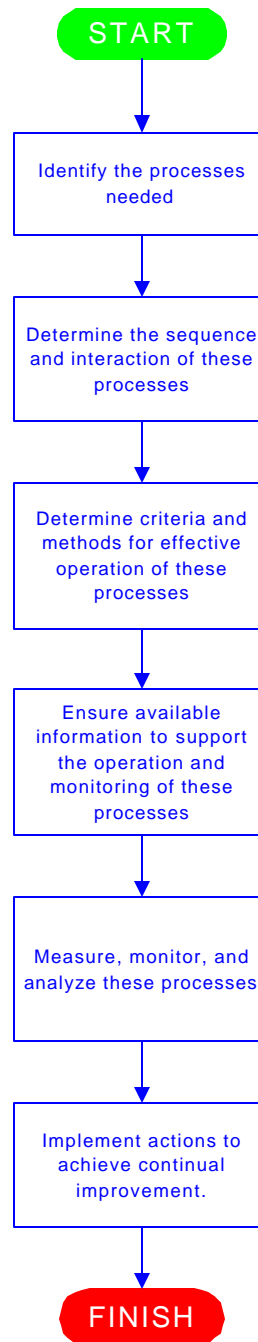 START
Identify the processes
needed
Determine the sequence
and interaction of these
processes
Determine criteria and
methods for effective
operation of these
processes
Ensure available
information to support
the operation and
monitoring of these
processes
Measure, monitor, and
analyze these processes
Implement actions to
achieve continual
improvement.
FINISH